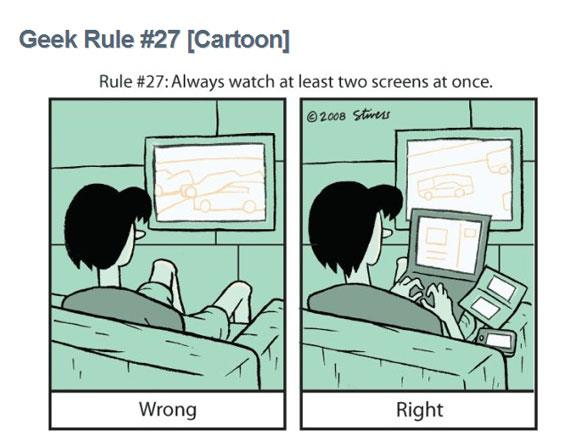 Geek Rule #27 [Cartoon]
Rule #27: Always watch at least two screens at once.
© 2008 Stivers
Wrong
Right